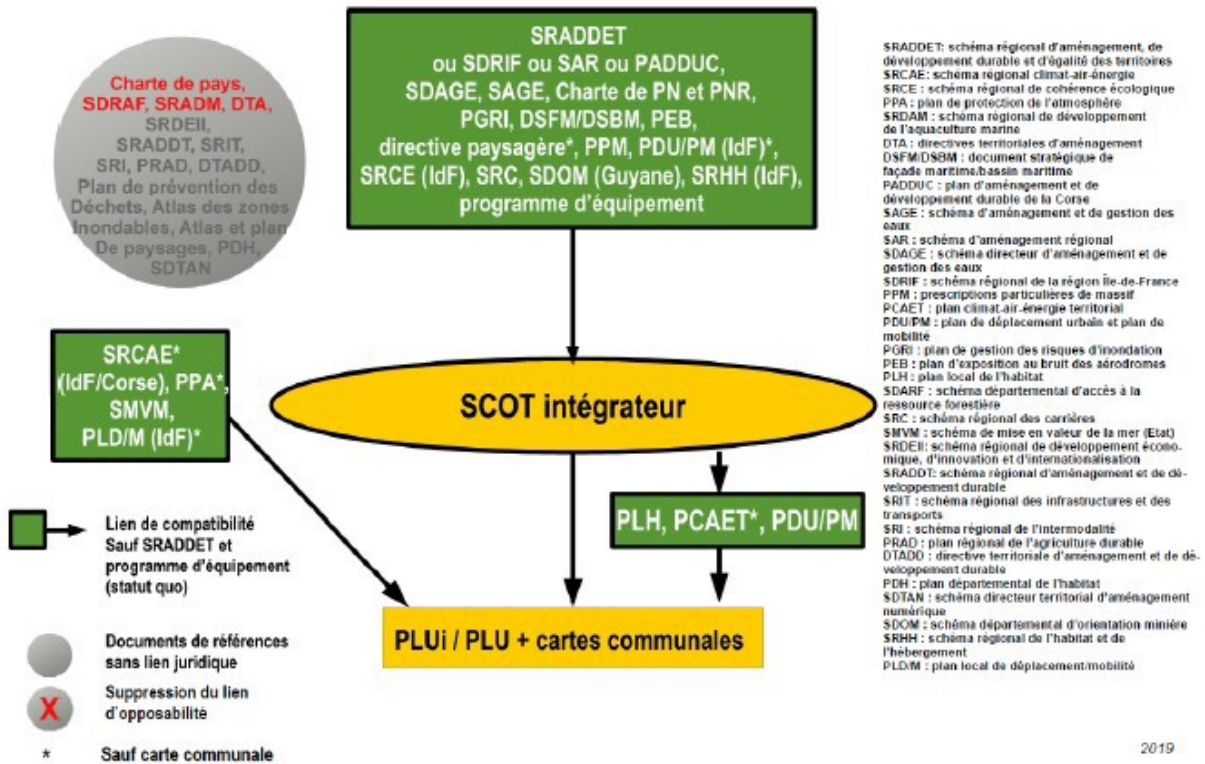 Charte de pays,
SDRAF, SRADM, DTA,
SRDEII,
SRADDT, SRIT,
SRI, PRAD, DTADD,
Plan de prévention des
Déchets, Atlas des zones
Inondables, Atlas et plan
De paysages, PDH,
SDTAN
SRADDET
ou SDRIF ou SAR ou PADDUC,
SDAGE, SAGE, Charte de PN et PNR,
PGRI, DSFM/DSBM, PEB,
directive paysagère*, PPM, PDU/PM (IdF)*,
SRCE (IdF), SRC, SDOM (Guyane), SRHH (IdF),
programme d'équipement
SRCAE*
(IdF/Corse), PPA*,
SMVM,
PLD/M (IdF)*
SCOT intégrateur
PLH, PCAET*, PDU/PM
PLUi / PLU + cartes communales
Lien de compatibilité
Sauf SRADDET et
programme d'équipement
(statut quo)
Documents de références
sans lien juridique
X
Suppression du lien
d'opposabilité
* Sauf carte communale
SRADDET: schéma régional d'aménagement, de
développement durable et d'égalité des territoires
SRCAE: schéma régional climat-air-énergie
SRCE : schéma régional de cohérence écologique
PPA : plan de protection de l'atmosphère
SRDAM : schéma régional de développement
de l'aquaculture marine
DTA : directives territoriales d'aménagement
DSFM/DSBM : document stratégique de
façade maritime/bassin maritime
PADDUC : plan d'aménagement et de
développement durable de la Corse
SAGE : schéma d'aménagement et de gestion des
eaux
SAR : schéma d'aménagement régional
SDAGE : schéma directeur d'aménagement et de
gestion des eaux
SDRIF : schéma régional de la région Île-de-France
PPM : prescriptions particulières de massif
PCAET : plan climat-air-énergie territorial
PDU/PM : plan de déplacement urbain et plan de
mobilité
PGRI : plan de gestion des risques d'inondation
PEB : plan d'exposition au bruit des aérodromes
PLH : plan local de l'habitat
SDARF : schéma départemental d'accès à la
ressource forestière
SRC : schéma régional des carrières
SMVM : schéma de mise en valeur de la mer (Etat)
SRDEII: schéma régional de développement écono-
mique, d'innovation et d'internationalisation
SRADDT: schéma régional d'aménagement et de dé-
veloppement durable
SRIT : schéma régional des infrastructures et des
transports
SRI : schéma régional de l'intermodalité
PRAD : plan régional de l'agriculture durable
DTADD : directive territoriale d'aménagement et de dé-
veloppement durable
PDH : plan départemental de l'habitat
SDTAN : schéma directeur territorial d'aménagement
numérique
SDOM : schéma départemental d'orientation minière
SRHH : schéma régional de l'habitat et de
l'hébergement
PLD/M : plan local de déplacement/mobilité
2019